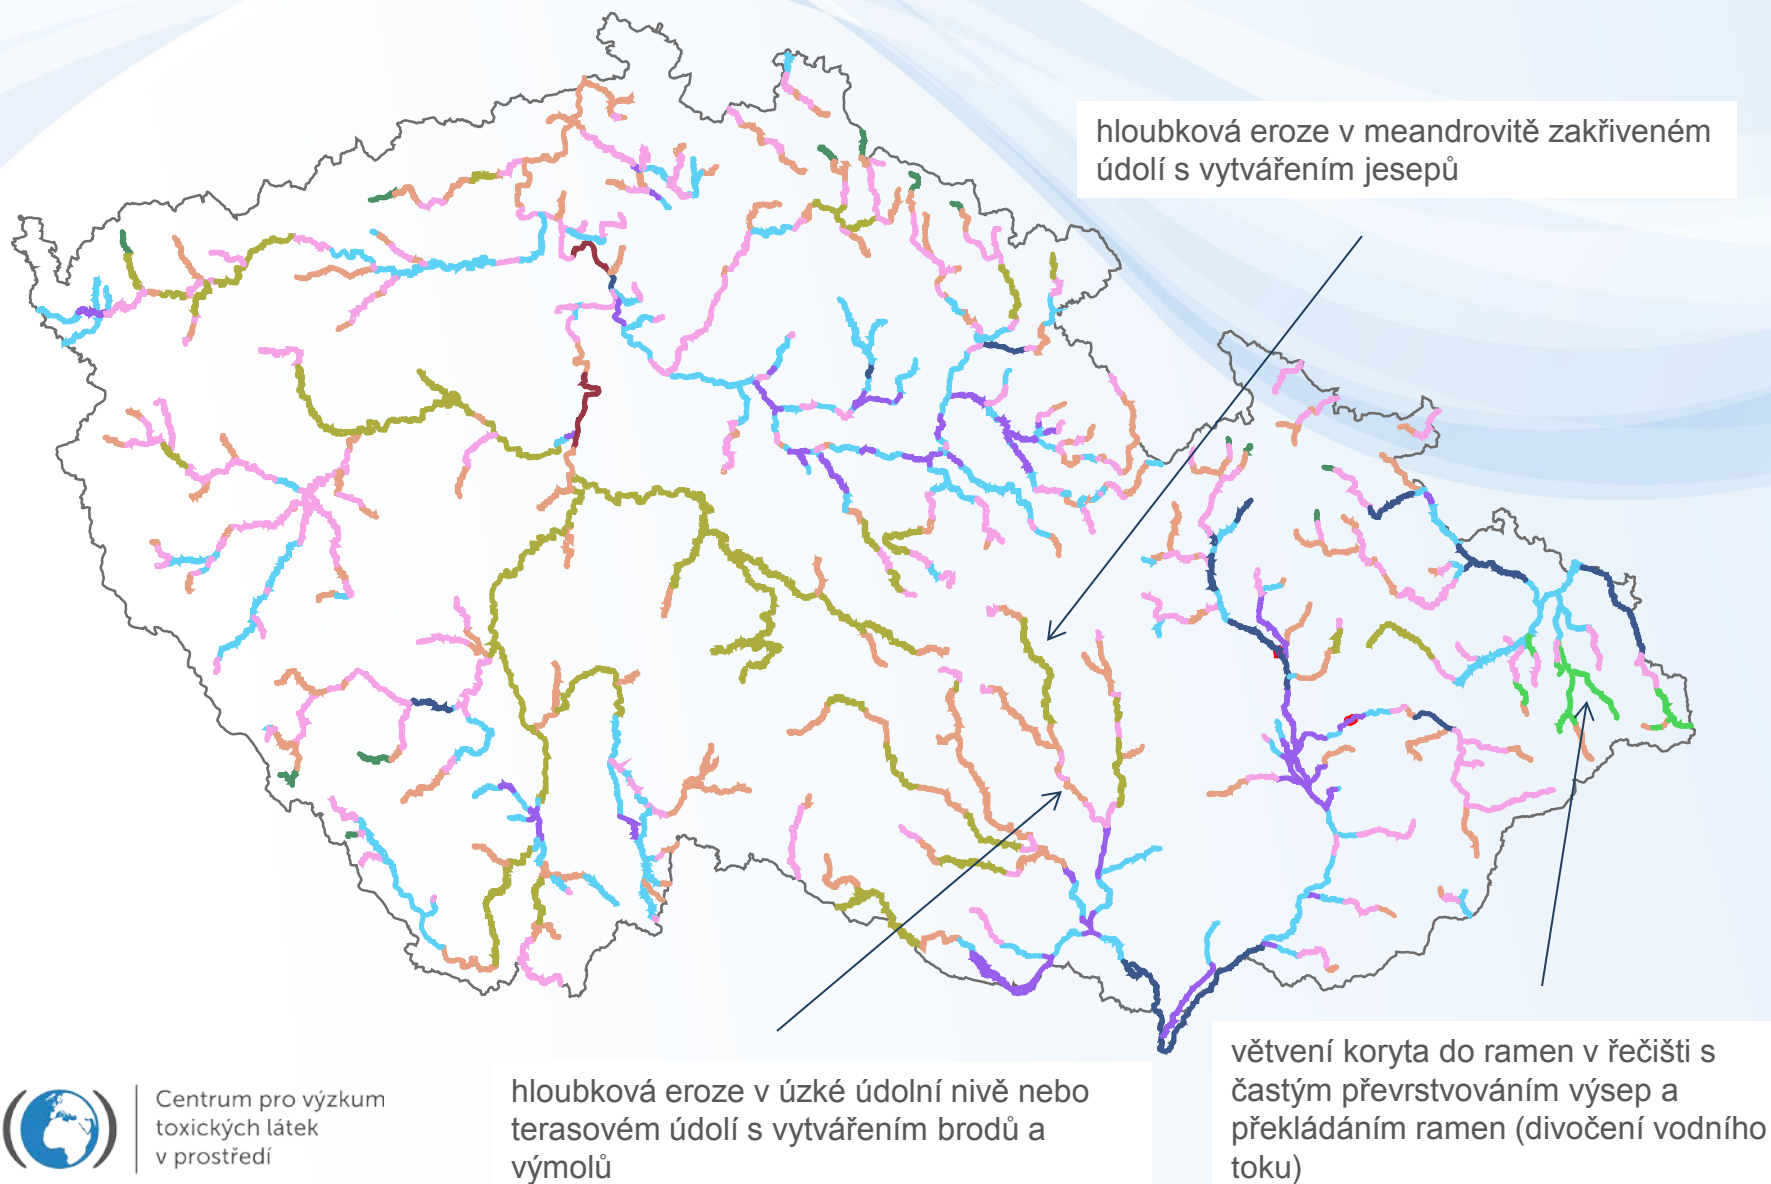 hloubková eroze v meandrovitě zakřiveném
údolí s vytvářením jesepů
Centrum pro výzkum
toxických látek
v prostředí
hloubková eroze v úzké údolní nivě nebo
terasovém údolí s vytvářením brodů a
výmolů
větvení koryta do ramen v řečišti s
častým převrstvováním výsep a
překládáním ramen (divočení vodního
toku)